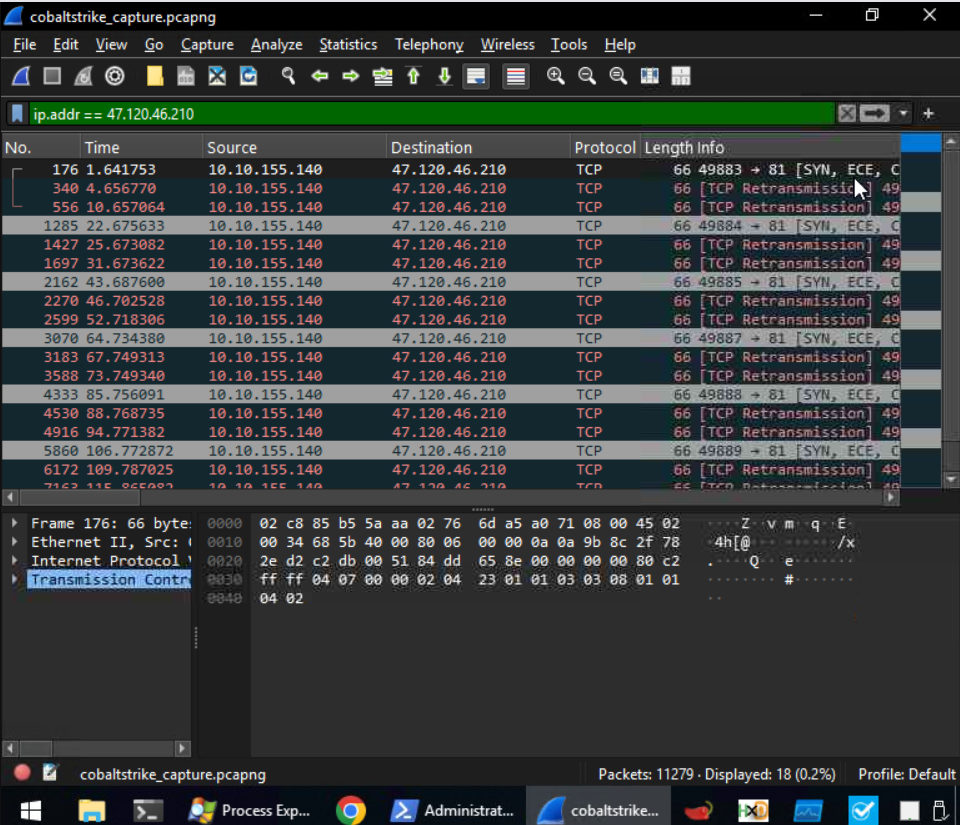 cobaltstrike_capture.pcapng
File Edit View Go Capture Analyze Statistics Telephony Wireless Tools Help
ip.addr == 47.120.46.210
No. Time Source Destination Protocol Length Info
176 1.641753 10.10.155.140 47.120.46.210 TCP 66 49883 → 81 [SYN, ECE, C
340 4.656770 10.10.155.140 47.120.46.210 TCP 66 [TCP Retransmission] 49
556 10.657064 10.10.155.140 47.120.46.210 TCP 66 [TCP Retransmission] 49
1285 22.675633 10.10.155.140 47.120.46.210 TCP 66 49884 → 81 [SYN, ECE, C
1427 25.673082 10.10.155.140 47.120.46.210 TCP 66 [TCP Retransmission] 49
1697 31.673622 10.10.155.140 47.120.46.210 TCP 66 [TCP Retransmission] 49
2162 43.687600 10.10.155.140 47.120.46.210 TCP 66 49885 → 81 [SYN, ECE, C
2270 46.702528 10.10.155.140 47.120.46.210 TCP 66 [TCP Retransmission] 49
2599 52.718306 10.10.155.140 47.120.46.210 TCP 66 [TCP Retransmission] 49
3070 64.734380 10.10.155.140 47.120.46.210 TCP 66 49887 → 81 [SYN, ECE, C
3183 67.749313 10.10.155.140 47.120.46.210 TCP 66 [TCP Retransmission] 49
3588 73.749340 10.10.155.140 47.120.46.210 TCP 66 [TCP Retransmission] 49
4333 85.756091 10.10.155.140 47.120.46.210 TCP 66 49888 → 81 [SYN, ECE, C
4530 88.768735 10.10.155.140 47.120.46.210 TCP 66 [TCP Retransmission] 49
4916 94.771382 10.10.155.140 47.120.46.210 TCP 66 [TCP Retransmission] 49
5860 106.772872 10.10.155.140 47.120.46.210 TCP 66 49889 → 81 [SYN, ECE, C
6172 109.787025 10.10.155.140 47.120.46.210 TCP 66 [TCP Retransmission] 49
7163 115.865082 10.10.155.140 47.120.46.210 TCP 66 [TCP Retransmission] 49
Frame 176: 66 byte: 0000 02 c8 85 b5 5a aa 02 76 6d a5 a0 71 08 00 45 02 ····Z··v m··q··E·
Ethernet II, Src: 0010 00 34 68 5b 40 00 80 06 00 00 0a 0a 9b 8c 2f 78 ·4h[@··· ······/x
Internet Protocol 0020 2e d2 c2 db 00 51 84 dd 65 8e 00 00 00 00 80 c2 .····Q·· e·······
Transmission Contr 0030 ff ff 04 07 00 00 02 04 23 01 01 03 03 08 01 01 ········ #·······
0040 04 02 ··
cobaltstrike_capture.pcapng Packets: 11279 · Displayed: 18 (0.2%) Profile: Default
Process Exp... Administrat... cobaltstrike...